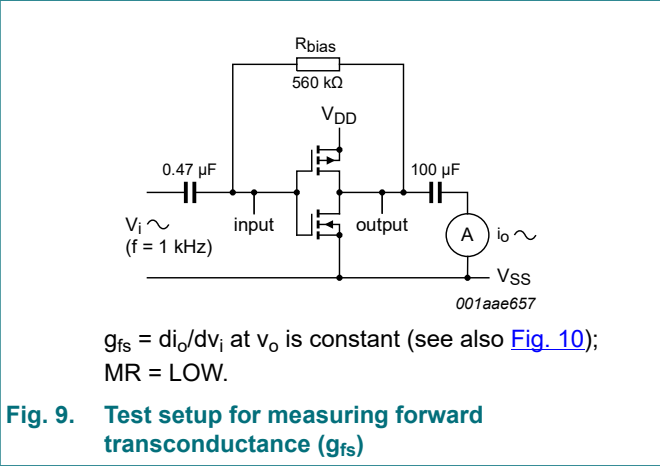 Rbias
560 kΩ
VDD
0.47 µF
100 µF
input
output
Vi ~
(f = 1 kHz)
A
io ~
VSS
001aae657
gfs = dio/dvi at vo is constant (see also Fig. 10);
MR = LOW.
Fig. 9. Test setup for measuring forward
transconductance (gfs)